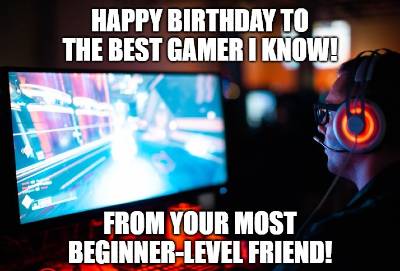 HAPPY BIRTHDAY TO
THE BEST GAMER I KNOW!
FROM YOUR MOST
BEGINNER-LEVEL FRIEND!